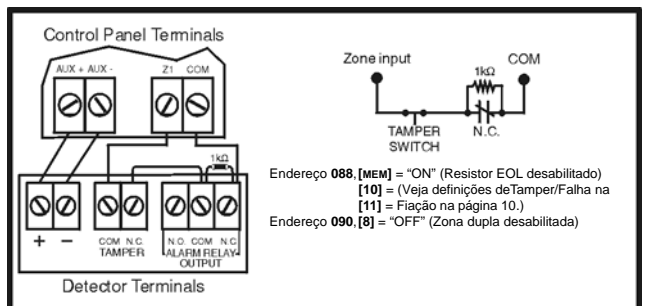 Control Panel Terminals
AUX + AUX -
Z1 COM
1kΩ
+ -
COM N.C.
TAMPER
N.O. COM N.C.
ALARM RELAY
OUTPUT
Detector Terminals
Zone input
COM
1kΩ
TAMPER
SWITCH
N.C.
Endereço 088, [MEM] = “ON” (Resistor EOL desabilitado)
[10] = (Veja definições deTamper/Falha na
[11] = Fiação na página 10.)
Endereço 090, [8] = “OFF” (Zona dupla desabilitada)